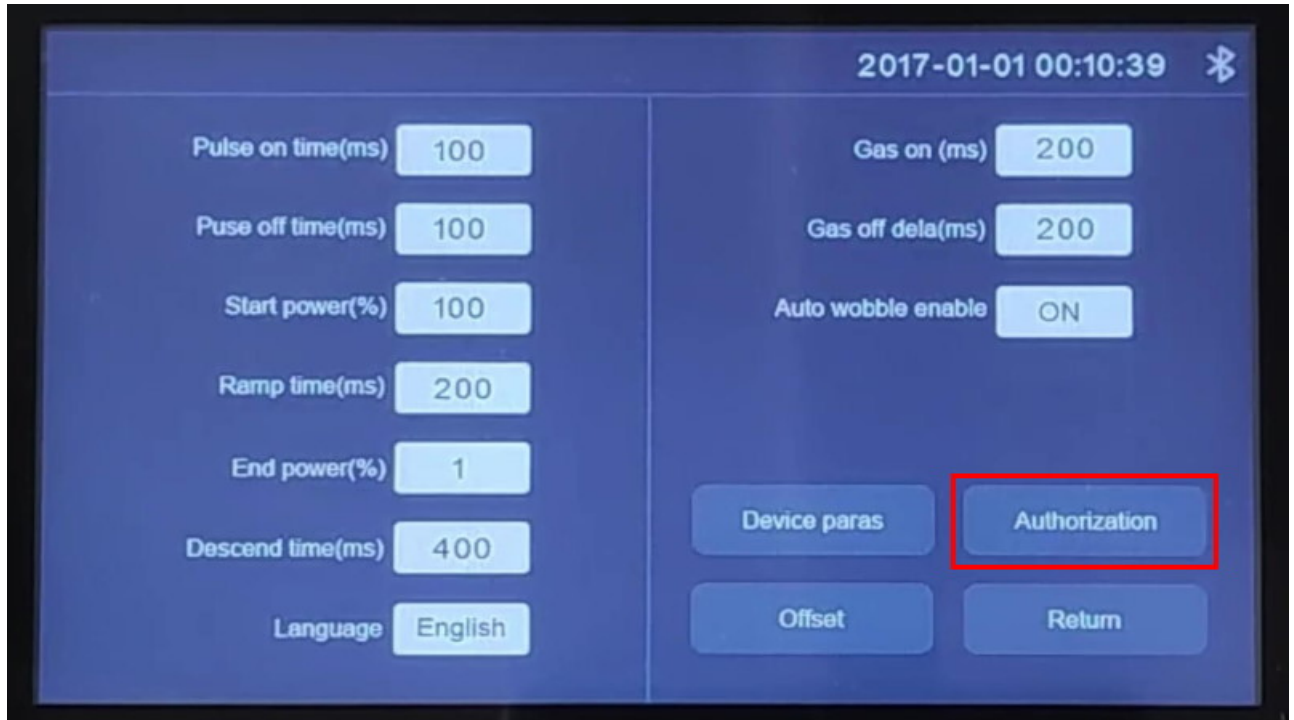 2017-01-01 00:10:39
Pulse on time(ms) 100
Puse off time(ms) 100
Start power(%) 100
Ramp time(ms) 200
End power(%) 1
Descend time(ms) 400
Language English
Gas on (ms) 200
Gas off dela(ms) 200
Auto wobble enable ON
Device paras Authorization
Offset Return